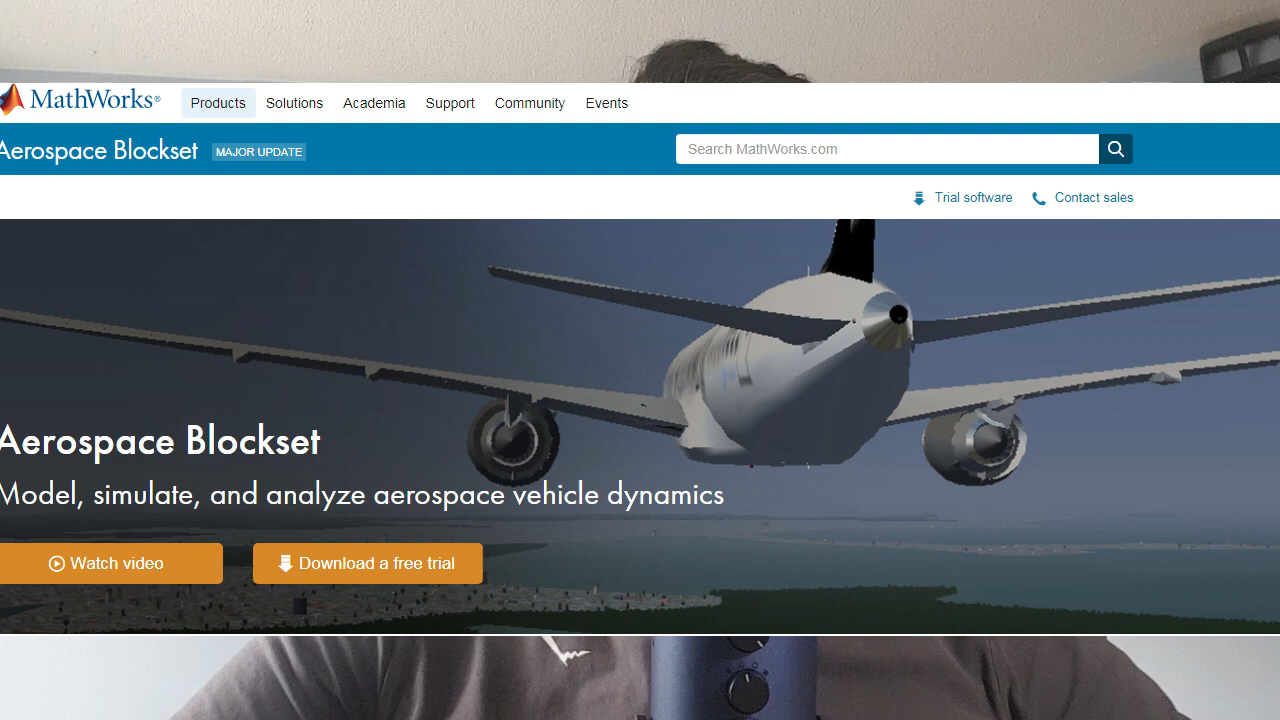 MathWorks®
Products Solutions Academia Support Community Events
Aerospace Blockset MAJOR UPDATE Search MathWorks.com
Trial software Contact sales
Aerospace Blockset
Model, simulate, and analyze aerospace vehicle dynamics
Watch video Download a free trial